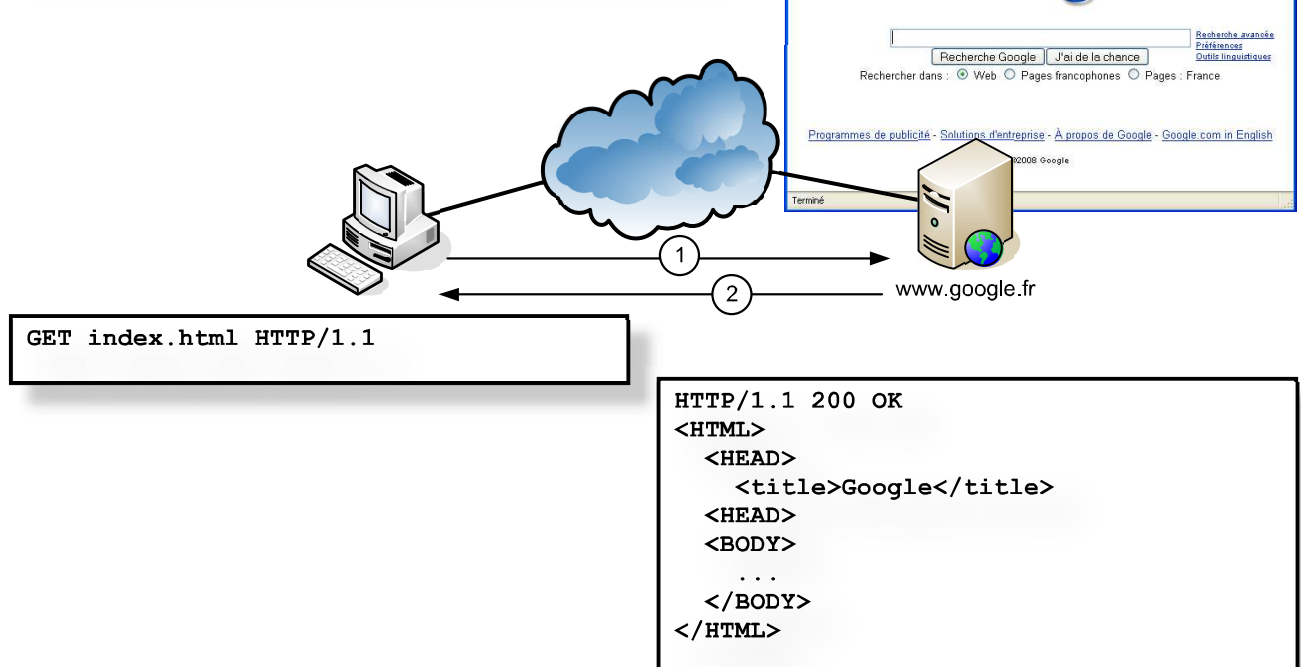 Recherche avancée
Préférences
Outils linguistiques
Recherche Google J'ai de la chance
Rechercher dans : Web Pages francophones Pages : France
Programmes de publicité - Solutions d'entreprise - À propos de Google - Google.com in English
©2008 Google
Terminé
1
2
www.google.fr
GET index.html HTTP/1.1
HTTP/1.1 200 OK
<HTML>
<HEAD>
<title>Google</title>
<HEAD>
<BODY>
...
</BODY>
</HTML>